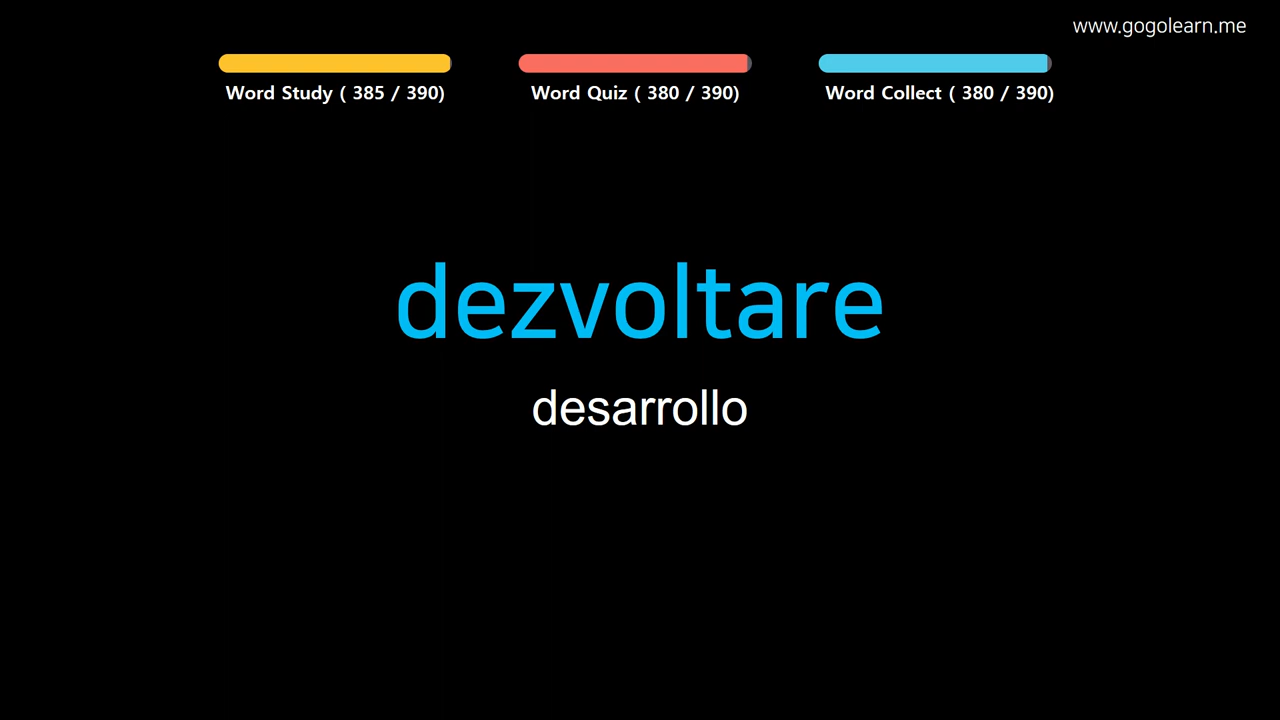 www.gogolearn.me
Word Study ( 385 / 390)
Word Quiz ( 380 / 390)
Word Collect ( 380 / 390)
dezvoltare
desarrollo